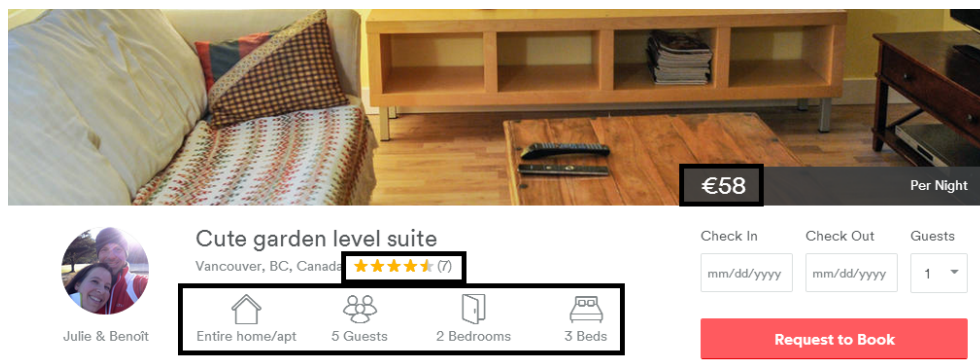 €58 Per Night
Cute garden level suite
Vancouver, BC, Canada (7)
Julie & Benoît
Entire home/apt 5 Guests 2 Bedrooms 3 Beds
Check In Check Out Guests
mm/dd/yyyy mm/dd/yyyy 1
Request to Book